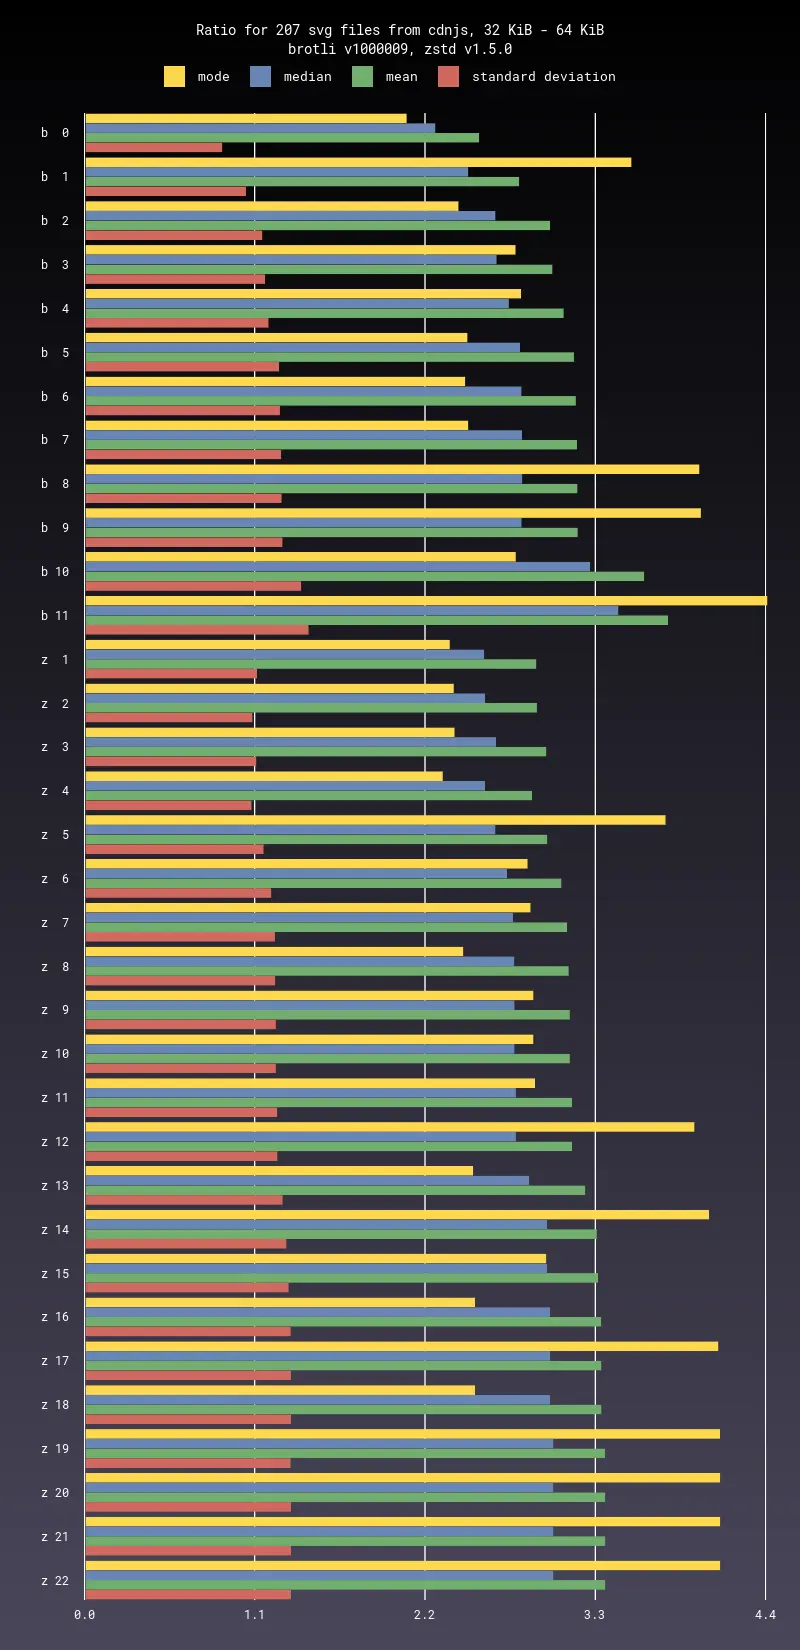 Ratio for 207 svg files from cdnjs, 32 KiB - 64 KiB
brotli v1000009, zstd v1.5.0
mode median mean standard deviation
b 0
b 1
b 2
b 3
b 4
b 5
b 6
b 7
b 8
b 9
b 10
b 11
z 1
z 2
z 3
z 4
z 5
z 6
z 7
z 8
z 9
z 10
z 11
z 12
z 13
z 14
z 15
z 16
z 17
z 18
z 19
z 20
z 21
z 22
0.0 1.1 2.2 3.3 4.4